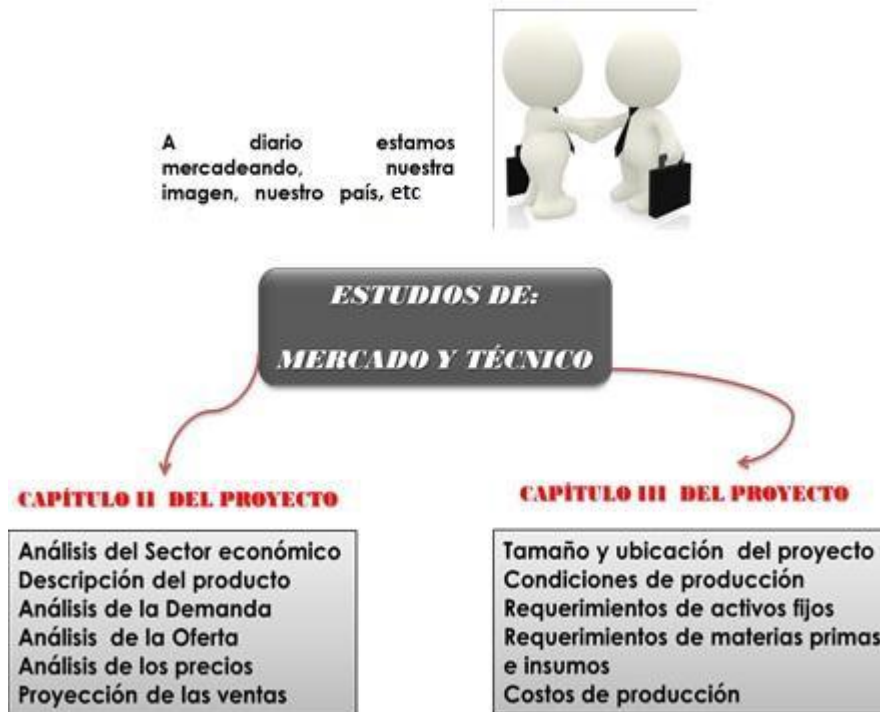 A diario estamos
mercadeando, nuestra
imagen, nuestro país, etc
ESTUDIOS DE:
MERCADO Y TÉCNICO
CAPÍTULO II DEL PROYECTO
Análisis del Sector económico
Descripción del producto
Análisis de la Demanda
Análisis de la Oferta
Análisis de los precios
Proyección de las ventas
CAPÍTULO III DEL PROYECTO
Tamaño y ubicación del proyecto
Condiciones de producción
Requerimientos de activos fijos
Requerimientos de materias primas
e insumos
Costos de producción